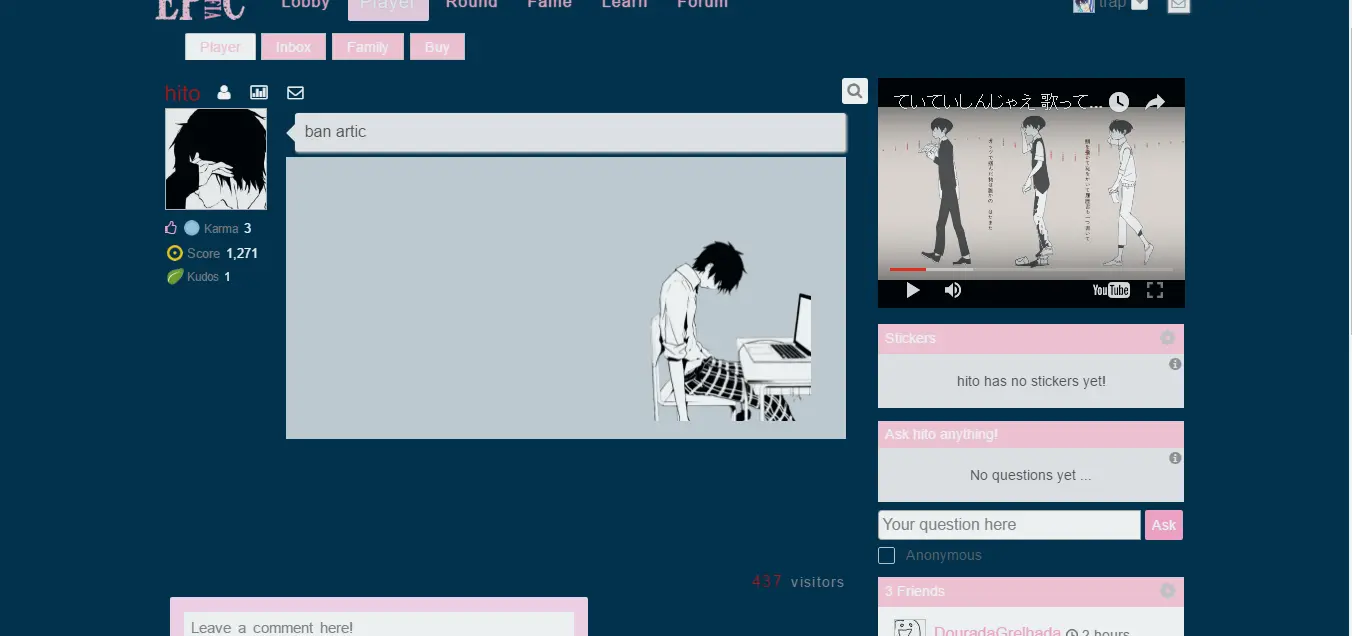 EPIC MAFIA
Lobby Player Round Fame Learn Forum
trap
Player Inbox Family Buy
hito
ban artic
Karma 3
Score 1,271
Kudos 1
ていていしんじゃえ 歌って...
YouTube
Stickers
hito has no stickers yet!
Ask hito anything!
No questions yet ...
Your question here Ask
Anonymous
437 visitors
3 Friends
Leave a comment here!
DouradaGrelhada 2 hours